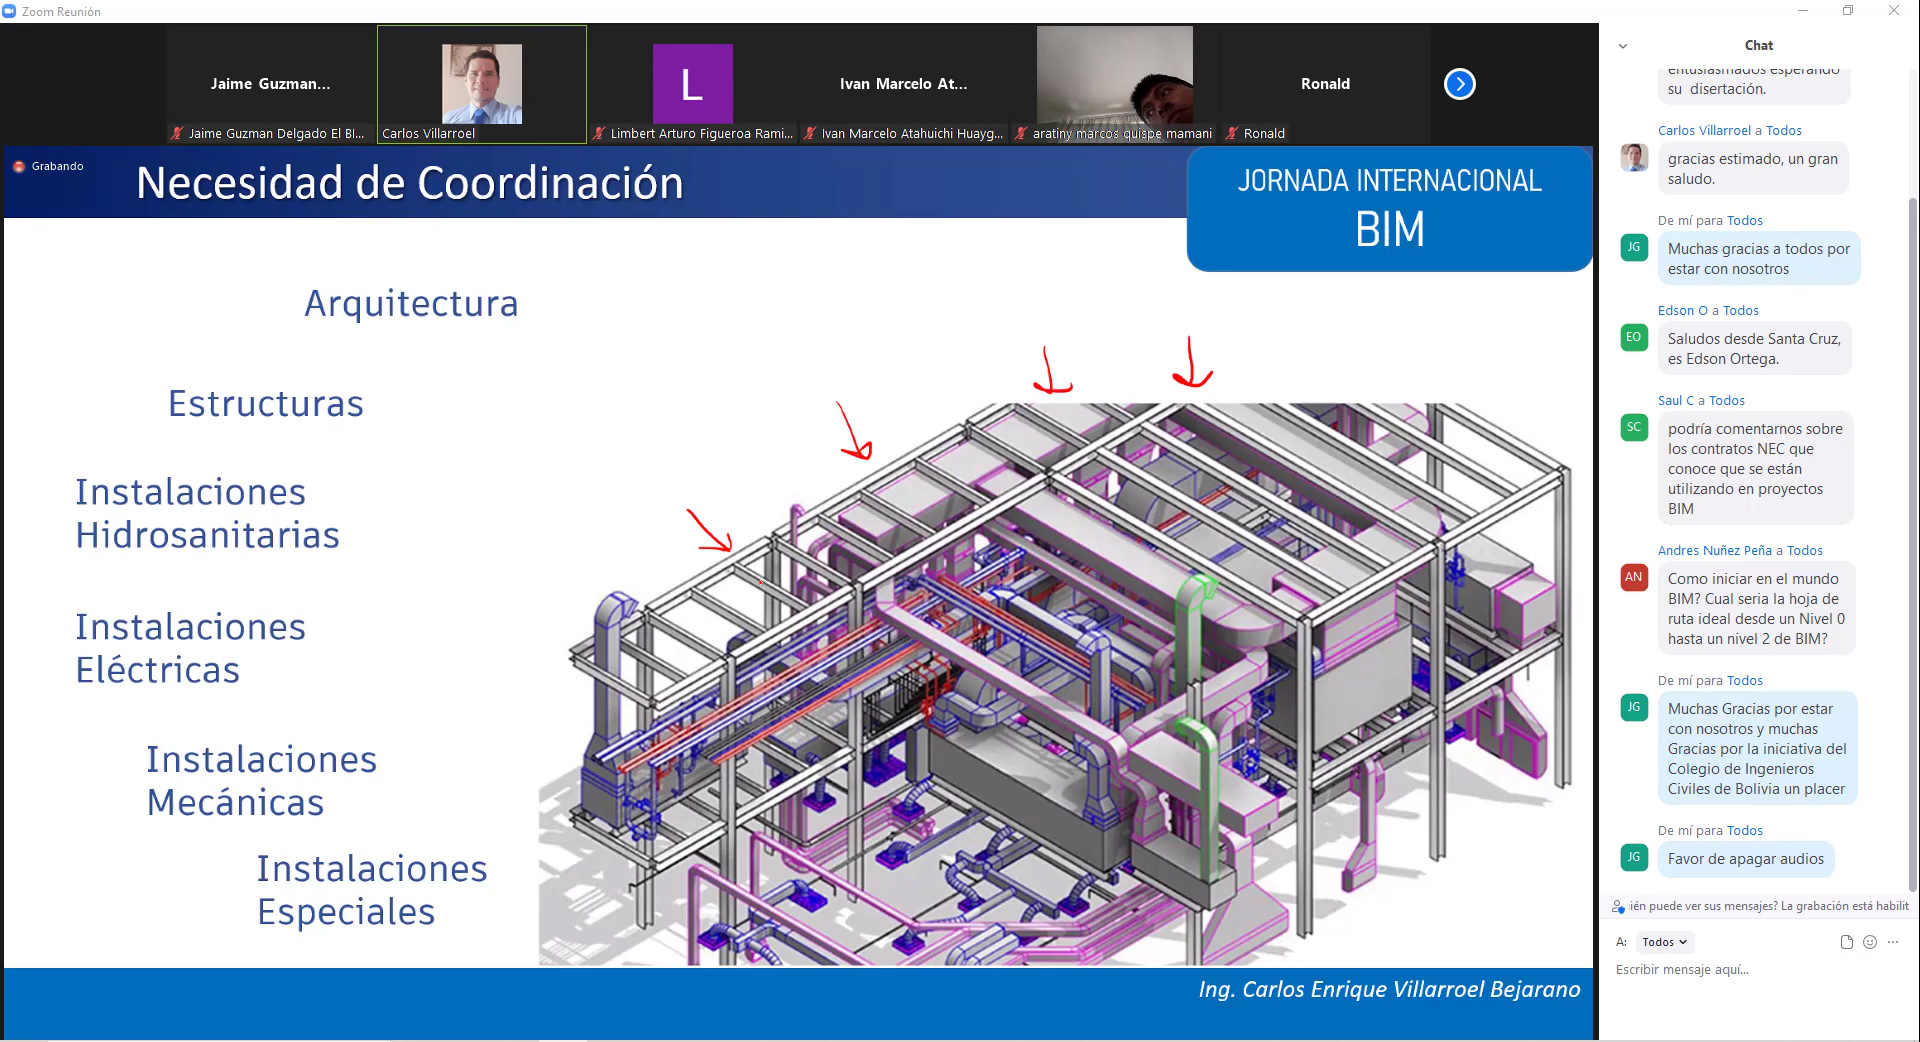 Zoom Reunión
Jaime Guzman...
L
Ivan Marcelo At...
Ronald
Jaime Guzman Delgado El BI...
Carlos Villarroel
Limbert Arturo Figueroa Rami...
Ivan Marcelo Atahuichi Huayg...
aratiny marcos quispe mamani
Ronald
Grabando
Necesidad de Coordinación
JORNADA INTERNACIONAL
BIM
Arquitectura
Estructuras
Instalaciones
Hidrosanitarias
Instalaciones
Eléctricas
Instalaciones
Mecánicas
Instalaciones
Especiales
Ing. Carlos Enrique Villarroel Bejarano
Chat
entusiasmados esperando
su disertación.
Carlos Villarroel a Todos
gracias estimado, un gran
saludo.
De mí para Todos
JG
Muchas gracias a todos por
estar con nosotros
Edson O a Todos
EO
Saludos desde Santa Cruz,
es Edson Ortega.
Saul C a Todos
SC
podría comentarnos sobre
los contratos NEC que
conoce que se están
utilizando en proyectos
BIM
Andres Nuñez Peña a Todos
AN
Como iniciar en el mundo
BIM? Cual seria la hoja de
ruta ideal desde un Nivel 0
hasta un nivel 2 de BIM?
De mí para Todos
JG
Muchas Gracias por estar
con nosotros y muchas
Gracias por la iniciativa del
Colegio de Ingenieros
Civiles de Bolivia un placer
De mí para Todos
JG
Favor de apagar audios
ién puede ver sus mensajes? La grabación está habilit
A: Todos
Escribir mensaje aquí...